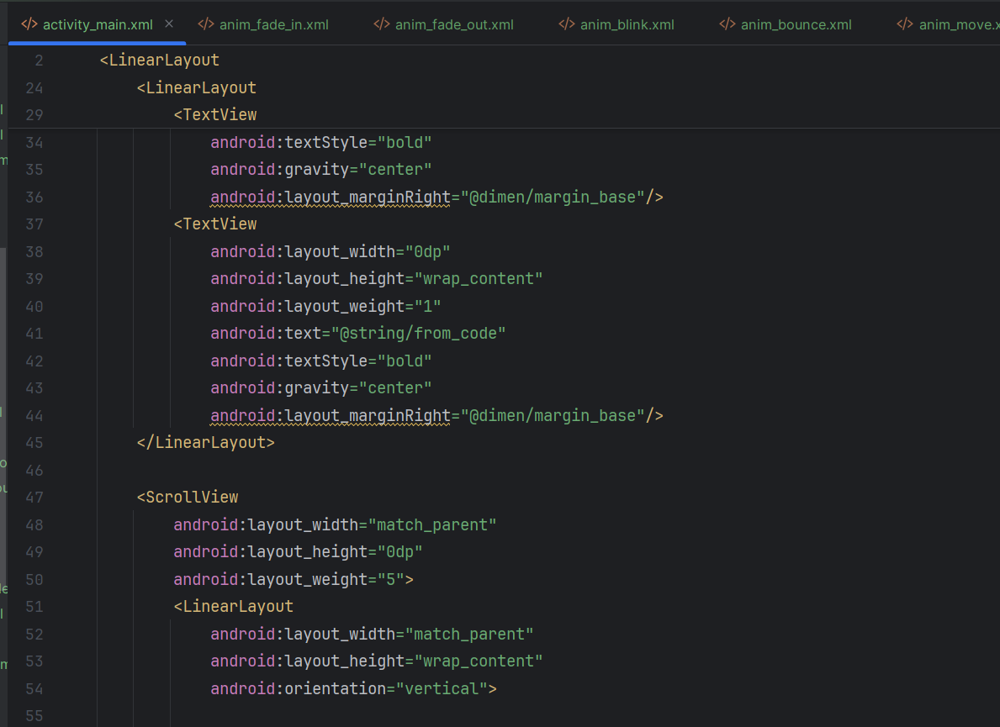 activity_main.xml anim_fade_in.xml anim_fade_out.xml anim_blink.xml anim_bounce.xml anim_move.x
2 <LinearLayout
24 <LinearLayout
29 <TextView
34 android:textStyle="bold"
35 android:gravity="center"
36 android:layout_marginRight="@dimen/margin_base"/>
37 <TextView
38 android:layout_width="0dp"
39 android:layout_height="wrap_content"
40 android:layout_weight="1"
41 android:text="@string/from_code"
42 android:textStyle="bold"
43 android:gravity="center"
44 android:layout_marginRight="@dimen/margin_base"/>
45 </LinearLayout>
46
47 <ScrollView
48 android:layout_width="match_parent"
49 android:layout_height="0dp"
50 android:layout_weight="5">
51 <LinearLayout
52 android:layout_width="match_parent"
53 android:layout_height="wrap_content"
54 android:orientation="vertical">
55